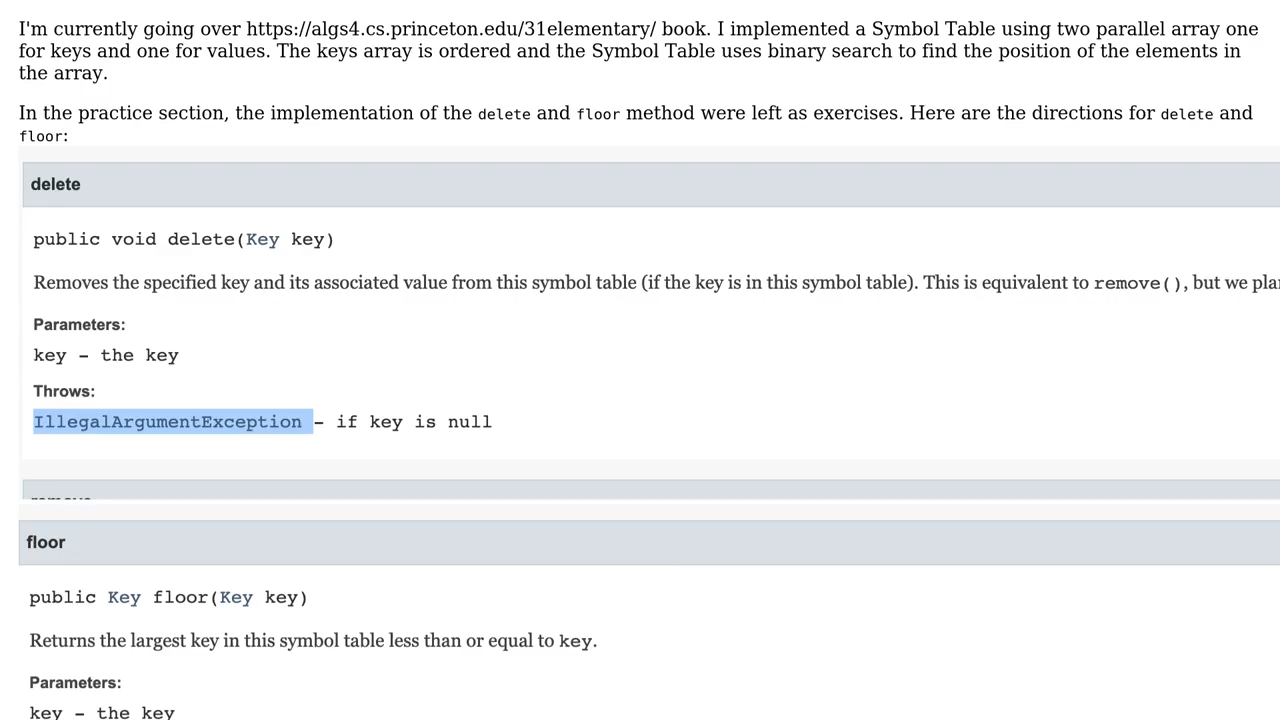 I'm currently going over https://algs4.cs.princeton.edu/31elementary/ book. I implemented a Symbol Table using two parallel array one
for keys and one for values. The keys array is ordered and the Symbol Table uses binary search to find the position of the elements in
the array.
In the practice section, the implementation of the delete and floor method were left as exercises. Here are the directions for delete and
floor:
delete
public void delete(Key key)
Removes the specified key and its associated value from this symbol table (if the key is in this symbol table). This is equivalent to remove(), but we
Parameters:
key – the key
Throws:
IllegalArgumentException – if key is null
floor
public Key floor(Key key)
Returns the largest key in this symbol table less than or equal to key.
Parameters:
key – the key